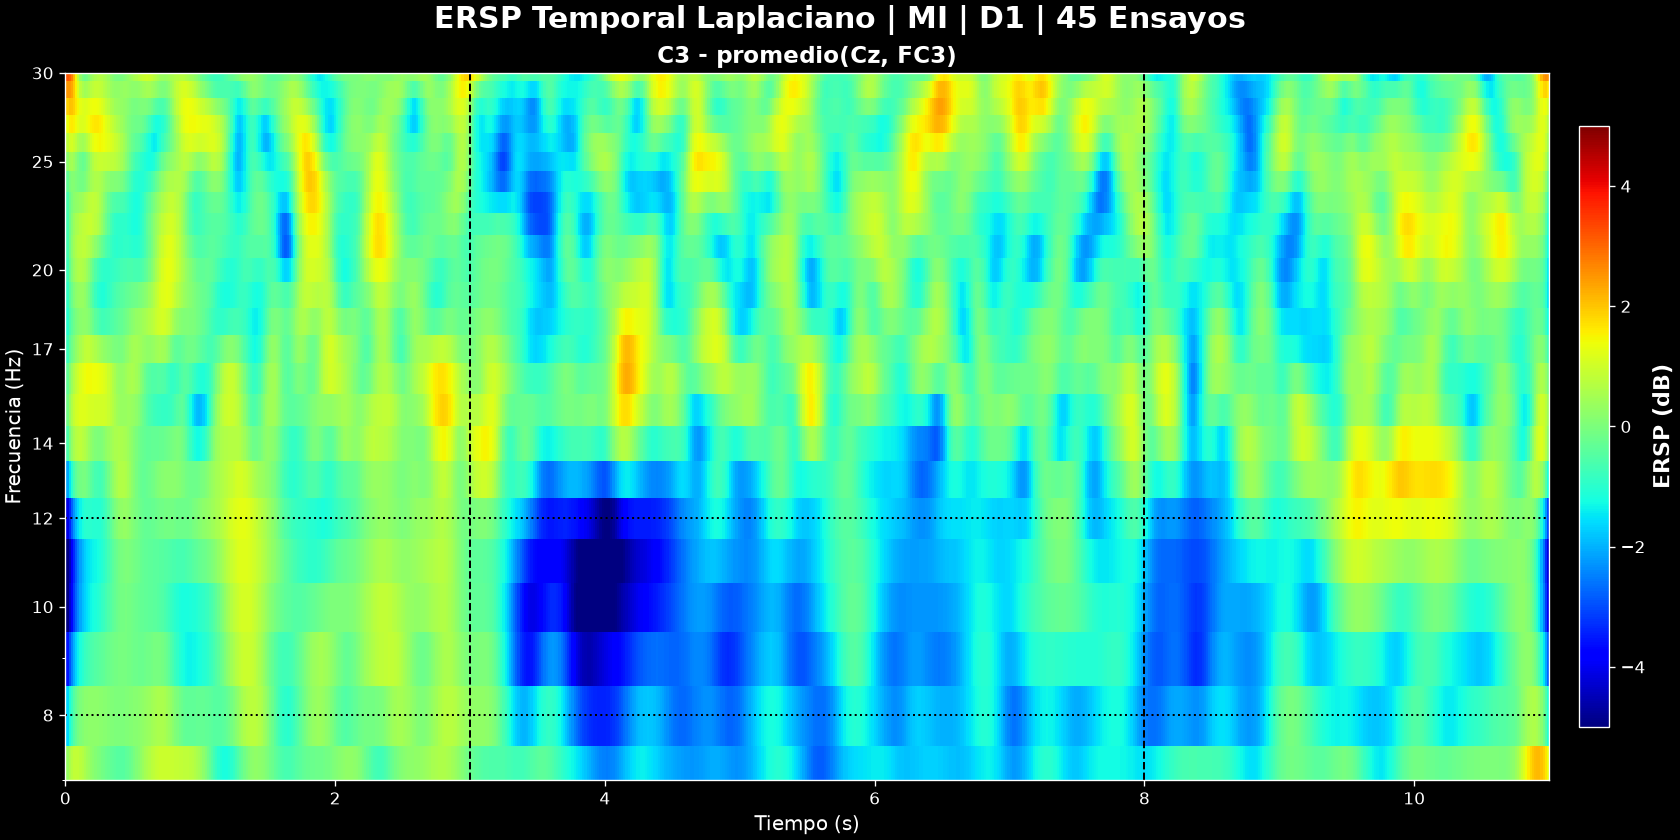 ERSP Temporal Laplaciano | MI | D1 | 45 Ensayos
C3 - promedio(Cz, FC3)
Frecuencia (Hz)
30
25
20
17
14
12
10
8
0 2 4 6 8 10
Tiempo (s)
4
2
0
−2
−4
ERSP (dB)